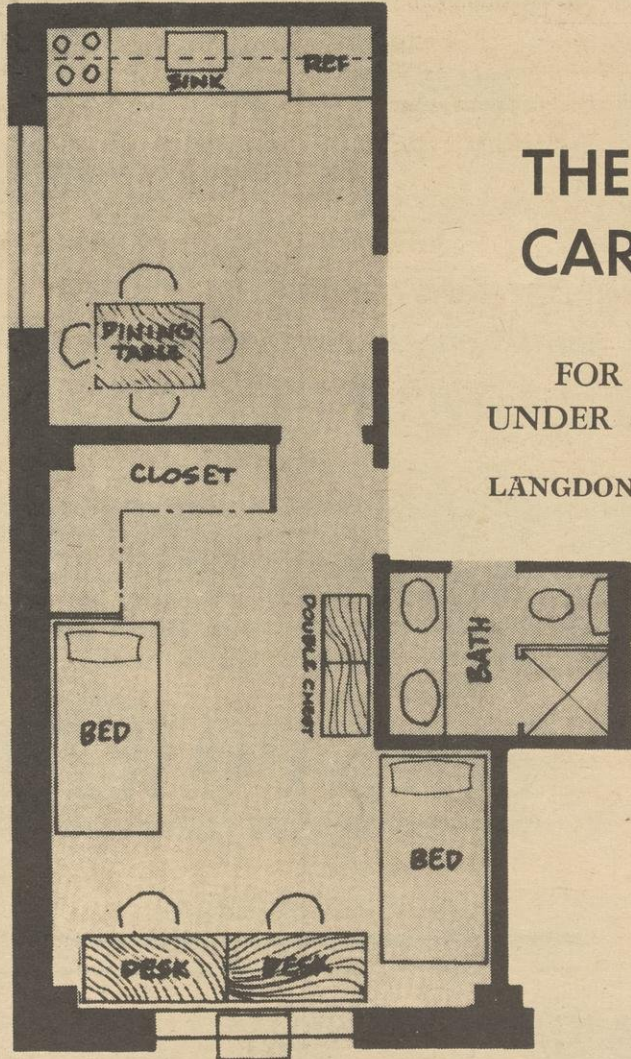 SINK
REF
THE
CAR
DINING
TABLE
FOR
UNDER
LANGDON
CLOSET
DOUBLE CHEST
BATH
BED
BED
DESK
DESK